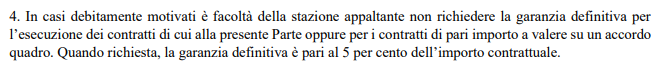 4. In casi debitamente motivati è facoltà della stazione appaltante non richiedere la garanzia definitiva per
l’esecuzione dei contratti di cui alla presente Parte oppure per i contratti di pari importo a valere su un accordo
quadro. Quando richiesta, la garanzia definitiva è pari al 5 per cento dell’importo contrattuale.